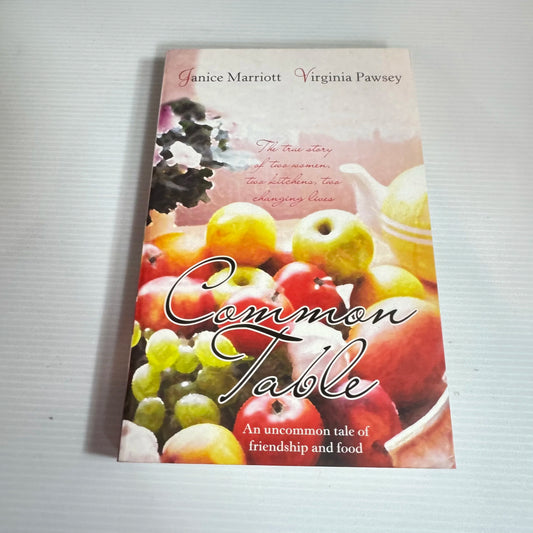 Janice Marriott Virginia Pawsey
The true story
of two women,
two kitchens, two
changing lives
Common
Table
An uncommon tale of
friendship and food